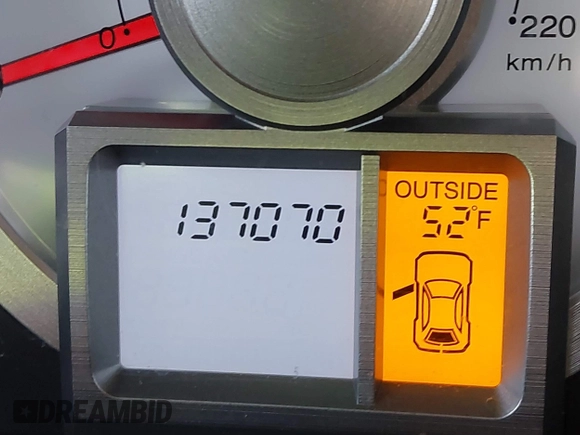 0
220
km/h
137070
OUTSIDE
52°F
DREAMBID